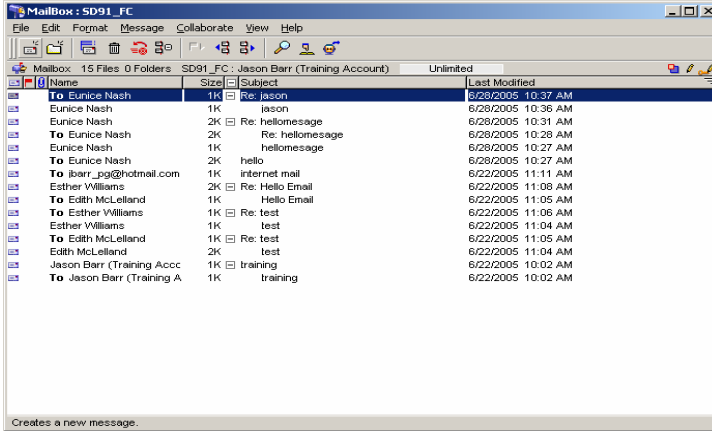 MailBox : SD91_FC
File Edit Format Message Collaborate View Help
Mailbox 15 Files 0 Folders SD91_FC : Jason Barr (Training Account) Unlimited
Name Size Subject Last Modified
To Eunice Nash 1K Re: jason 6/28/2005 10:37 AM
Eunice Nash 1K jason 6/28/2005 10:36 AM
Eunice Nash 2K Re: hellomesage 6/28/2005 10:31 AM
To Eunice Nash 2K Re: hellomesage 6/28/2005 10:28 AM
Eunice Nash 1K hellomesage 6/28/2005 10:27 AM
To Eunice Nash 2K hello 6/28/2005 10:27 AM
To jbarr_pg@hotmail.com 1K internet mail 6/22/2005 11:11 AM
Esther Williams 2K Re: Hello Email 6/22/2005 11:08 AM
To Edith McLelland 1K Hello Email 6/22/2005 11:05 AM
To Esther Williams 1K Re: test 6/22/2005 11:06 AM
Esther Williams 1K test 6/22/2005 11:04 AM
To Edith McLelland 1K Re: test 6/22/2005 11:05 AM
Edith McLelland 2K test 6/22/2005 11:04 AM
Jason Barr (Training Accc 1K training 6/22/2005 10:02 AM
To Jason Barr (Training A 1K training 6/22/2005 10:02 AM
Creates a new message.